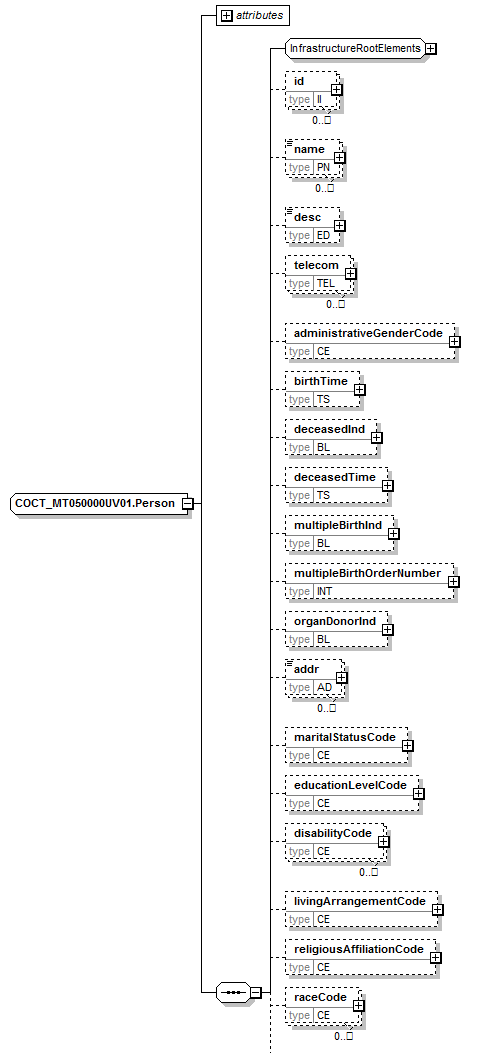 attributes
InfrastructureRootElements
id
type II
0..□
name
type PN
0..□
desc
type ED
telecom
type TEL
0..□
administrativeGenderCode
type CE
birthTime
type TS
deceasedInd
type BL
deceasedTime
type TS
COCT_MT050000UV01.Person
multipleBirthInd
type BL
multipleBirthOrderNumber
type INT
organDonorInd
type BL
addr
type AD
0..□
maritalStatusCode
type CE
educationLevelCode
type CE
disabilityCode
type CE
0..□
livingArrangementCode
type CE
religiousAffiliationCode
type CE
raceCode
type CE
0..□